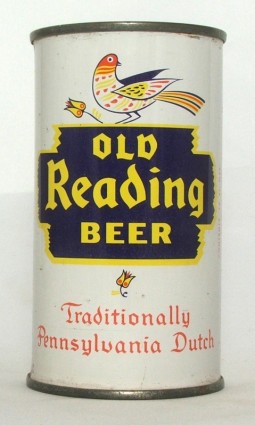 OLD
Reading
BEER
Traditionally
Pennsylvania Dutch